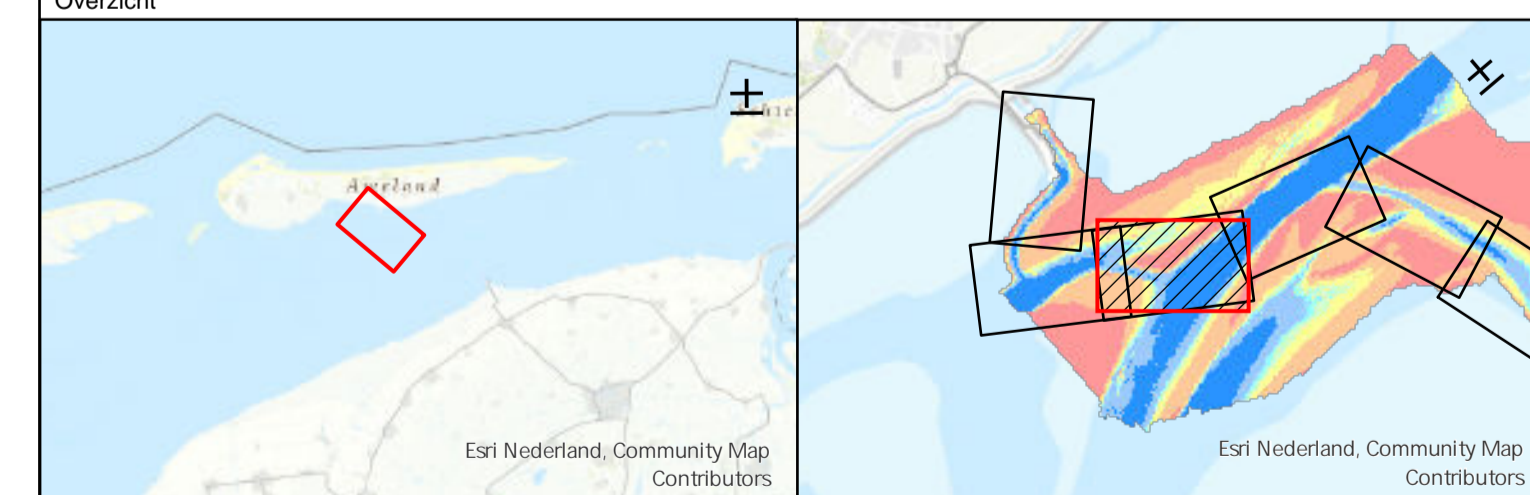 Overzicht
Ameland
Esri Nederland, Community Map
Contributors
Esri Nederland, Community Map
Contributors